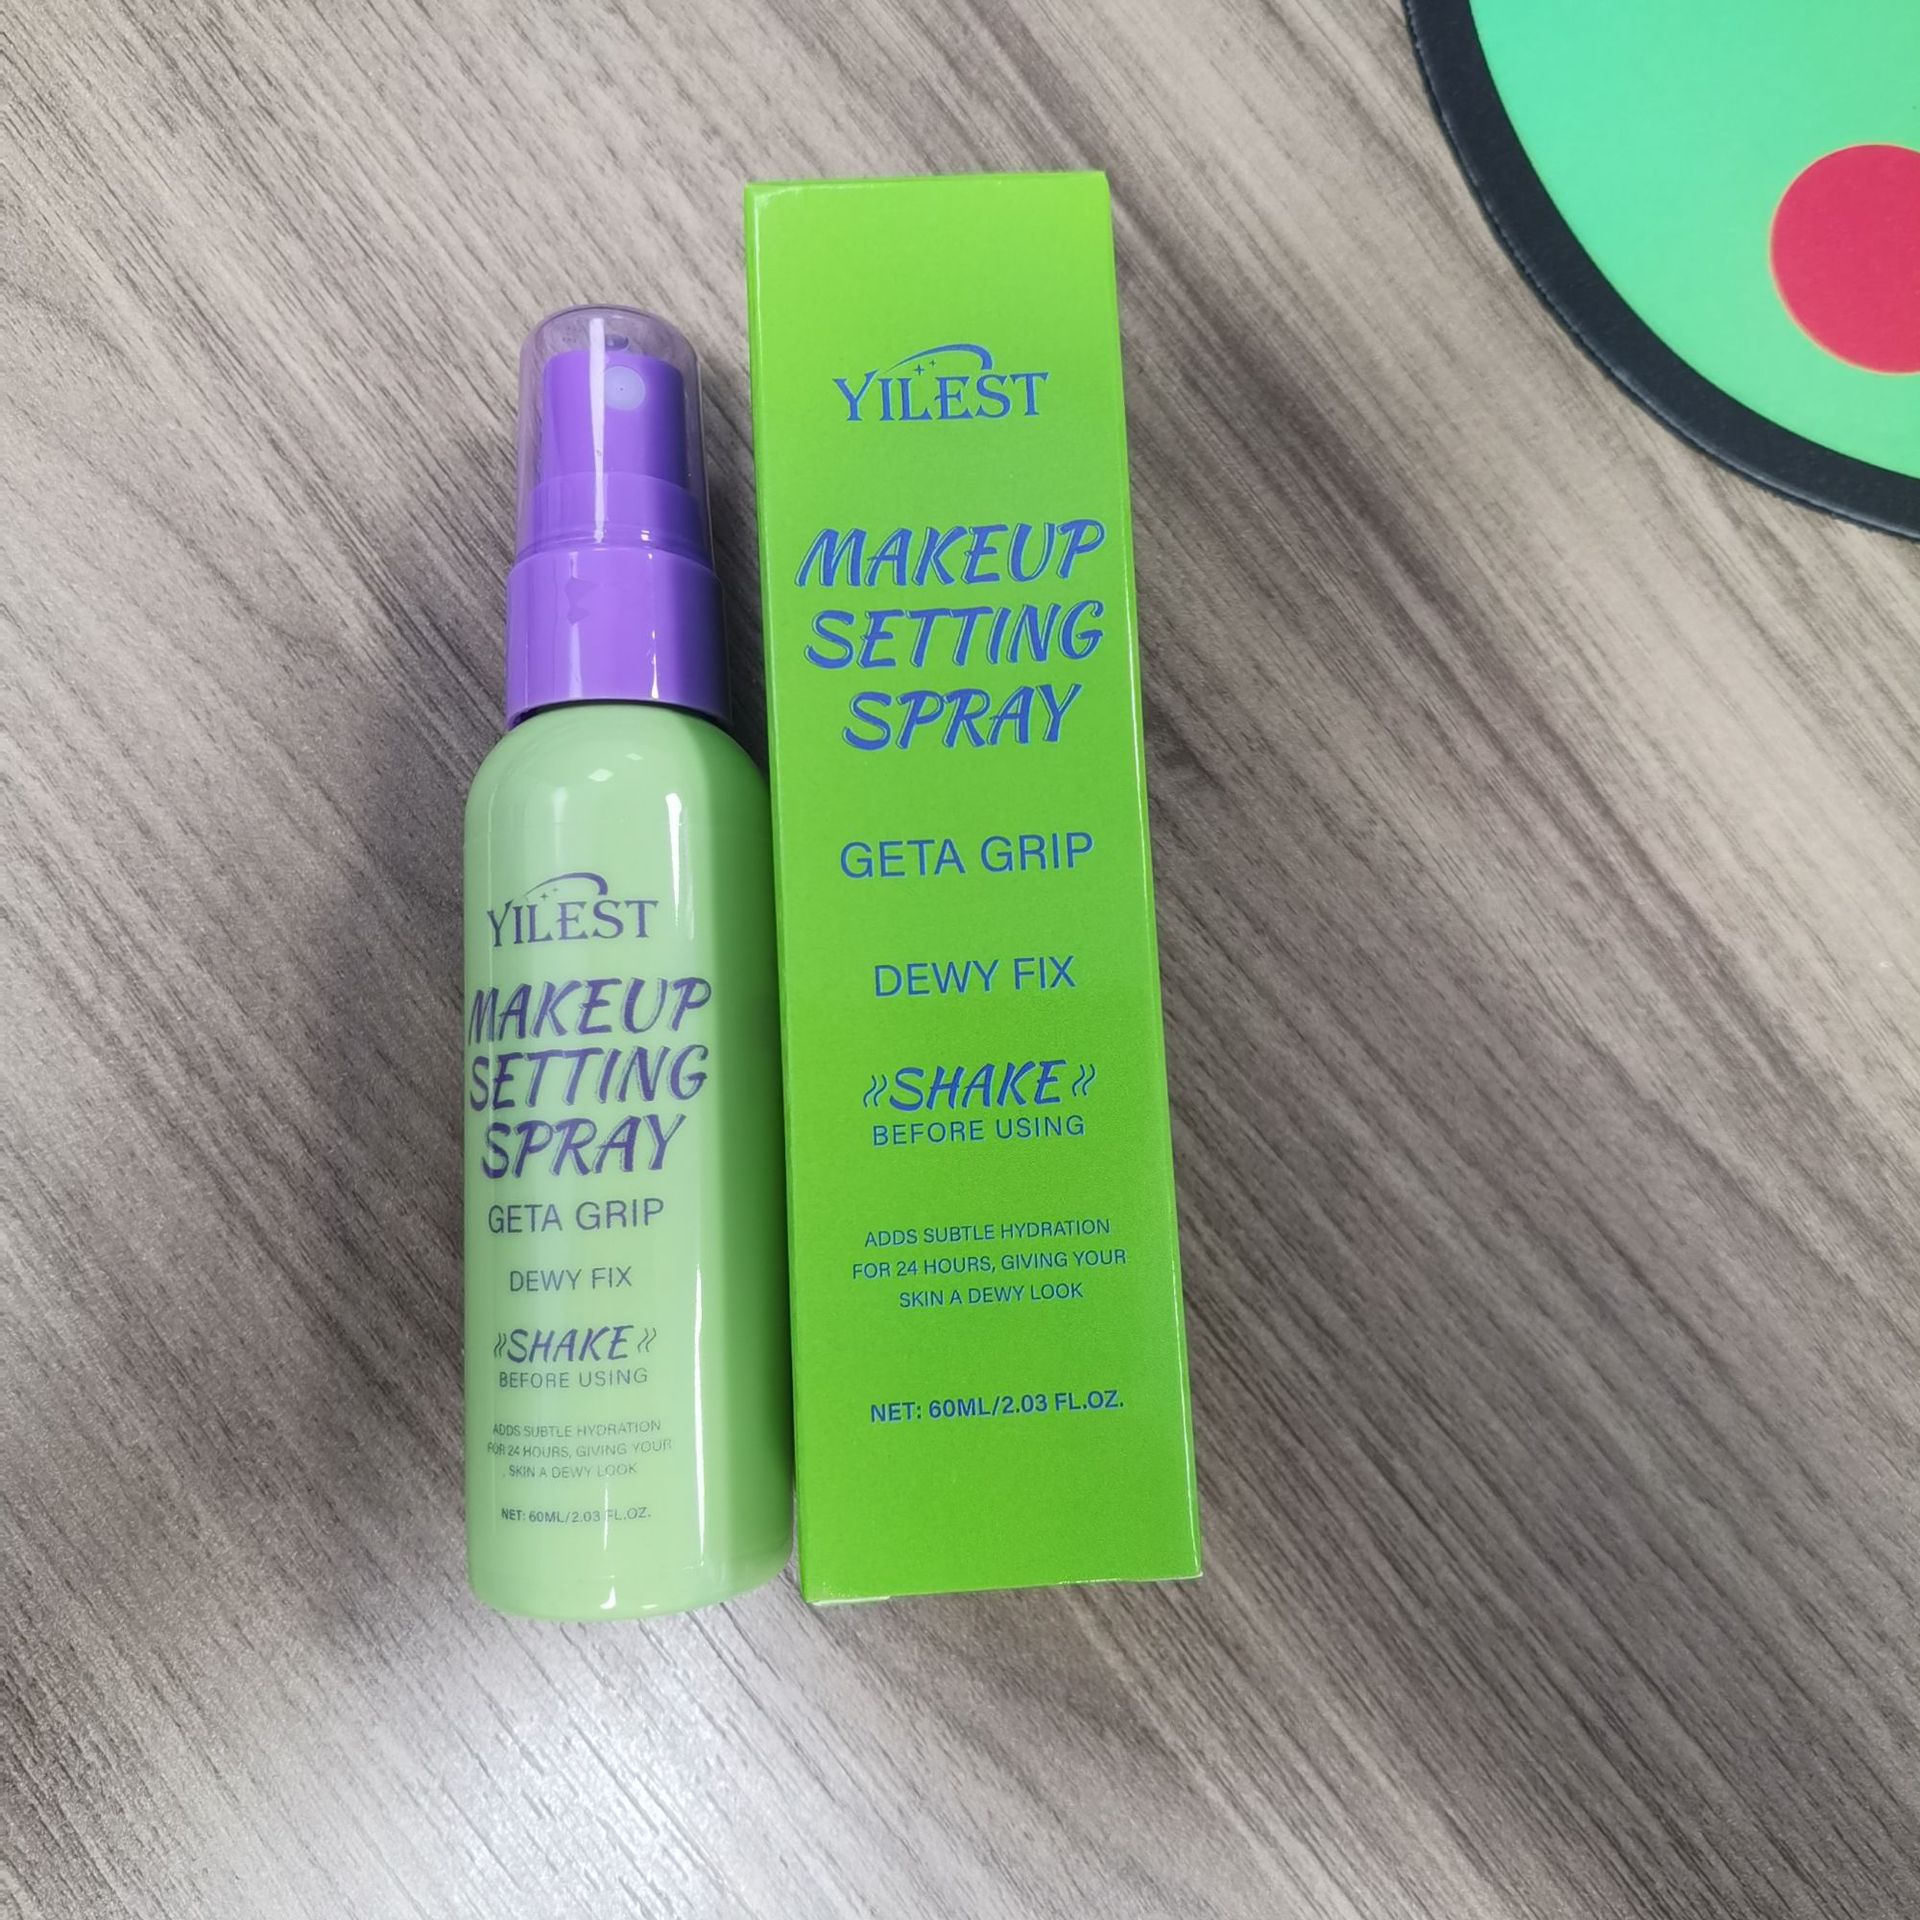 YILEST
MAKEUP
SETTING
SPRAY
GETA GRIP
DEWY FIX
SHAKE
BEFORE USING
ADDS SUBTLE HYDRATION
FOR 24 HOURS, GIVING YOUR
SKIN A DEWY LOOK
NET: 60ML/2.03 FL.OZ.
YILEST
MAKEUP
SETTING
SPRAY
GETA GRIP
DEWY FIX
SHAKE
BEFORE USING
ADDS SUBTLE HYDRATION
FOR 24 HOURS, GIVING YOUR
SKIN A DEWY LOOK
NET: 60ML/2.03 FL.OZ.